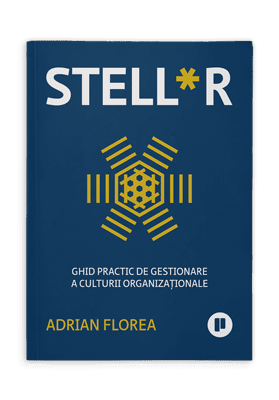 STELL*R
GHID PRACTIC DE GESTIONARE
A CULTURII ORGANIZAȚIONALE
ADRIAN FLOREA